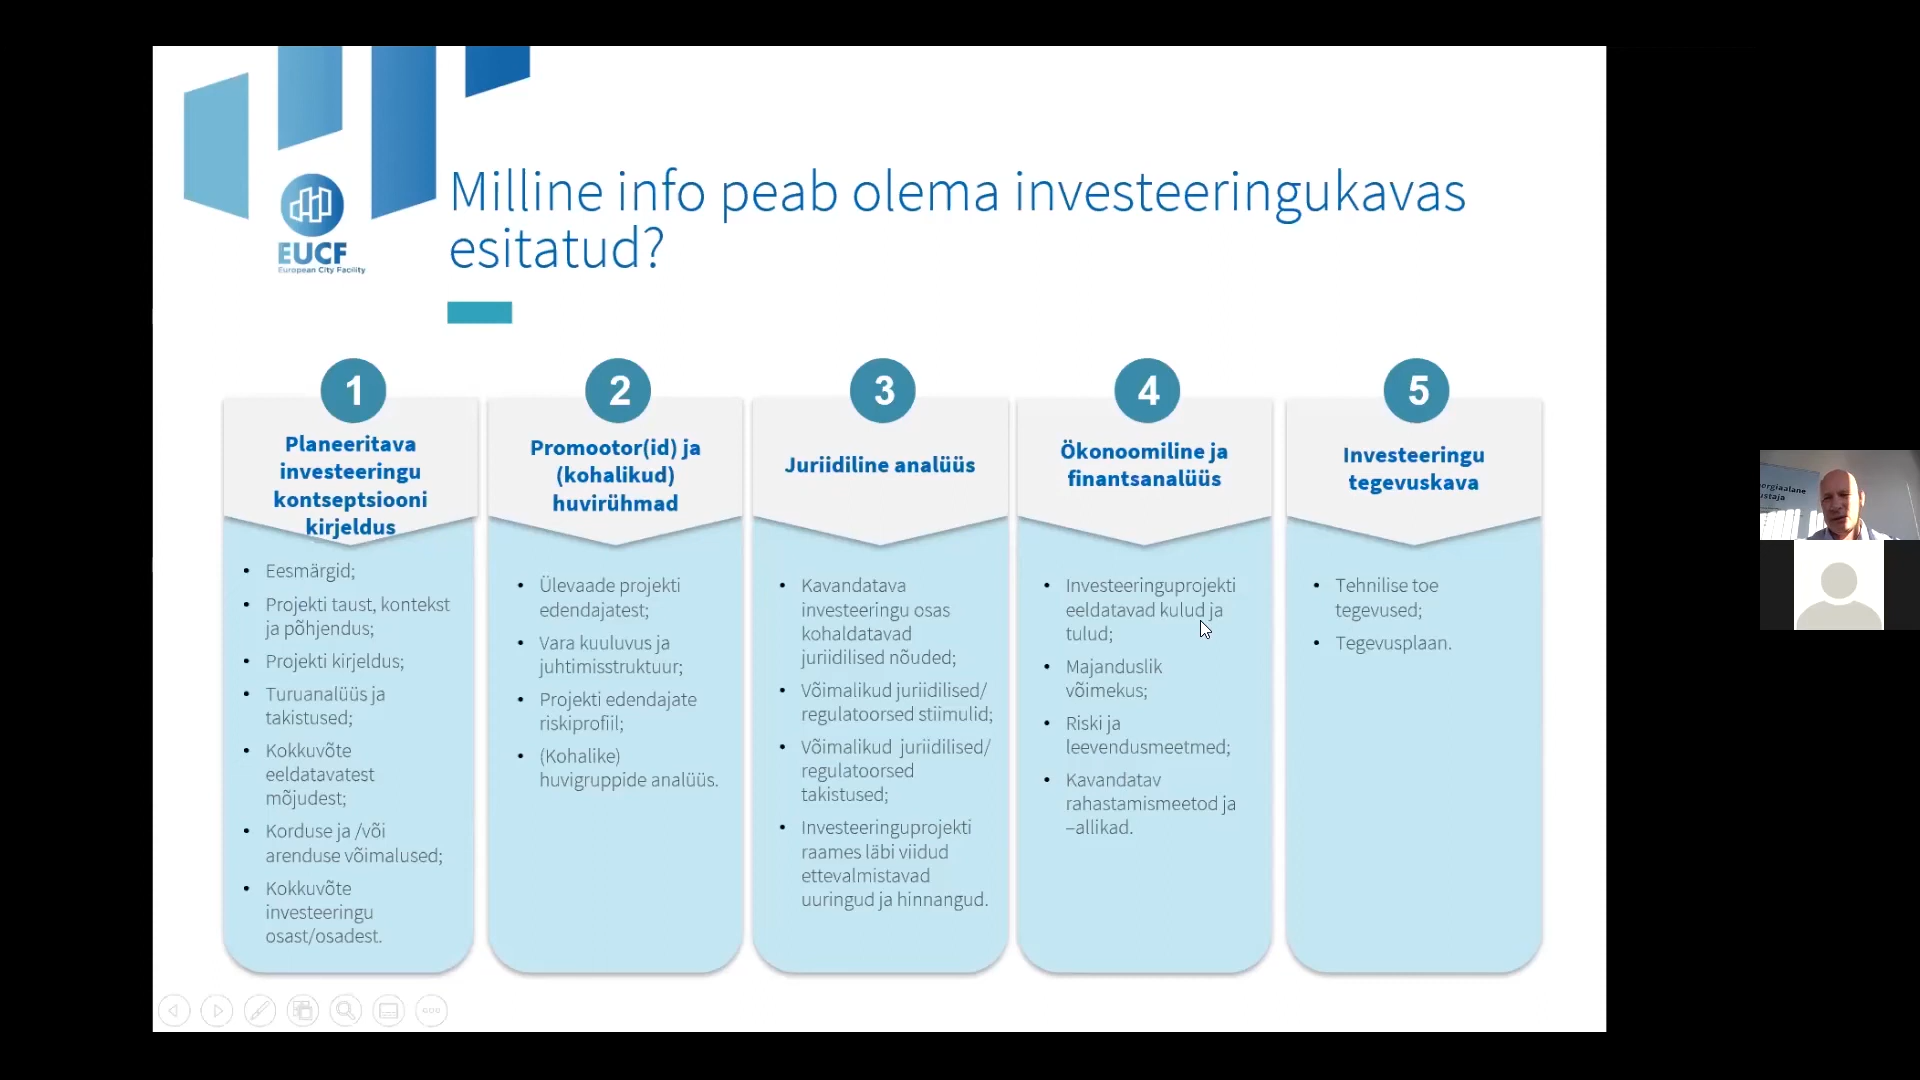 Milline info peab olema investeeringukavas
esitatud?
EUCF
European City Facility
1
Planeeritava
investeeringu
kontseptsiooni
kirjeldus
• Eesmärgid;
• Projekti taust, kontekst
ja põhjendus;
• Projekti kirjeldus;
• Turuanalüüs ja
takistused;
• Kokkuvõte
eeldatavatest
mõjudest;
• Korduse ja /või
arenduse võimalused;
• Kokkuvõte
investeeringu
osast/osadest.
2
Promootor(id) ja
(kohalikud)
huvirühmad
• Ülevaade projekti
edendajatest;
• Vara kuuluvus ja
juhtimisstruktuur;
• Projekti edendajate
riskiprofiil;
• (Kohalike)
huvigruppide analüüs.
3
Juriidiline analüüs
• Kavandatava
investeeringu osas
kohaldatavad
juriidilised nõuded;
• Võimalikud juriidilised/
regulatoorsed stiimulid;
• Võimalikud juriidilised/
regulatoorsed
takistused;
• Investeeringuprojekti
raames läbi viidud
ettevalmistavad
uuringud ja hinnangud.
4
Ökonoomiline ja
finantsanalüüs
• Investeeringuprojekti
eeldatavad kulud ja
tulud;
• Majanduslik
võimekus;
• Riski ja
leevendusmeetmed;
• Kavandatav
rahastamismeetod ja
–allikad.
5
Investeeringu
tegevuskava
• Tehnilise toe
tegevused;
• Tegevusplaan.